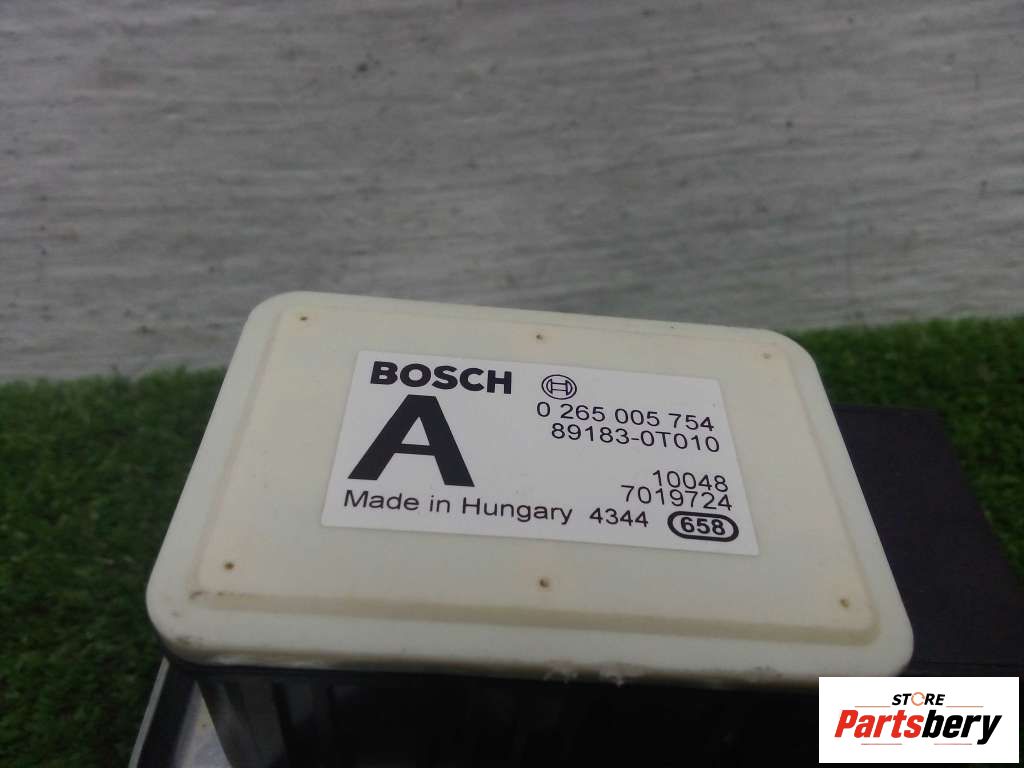 BOSCH
0 265 005 754
89183-0T010
A
10048
7019724
Made in Hungary 4344 658
STORE
Partsbery